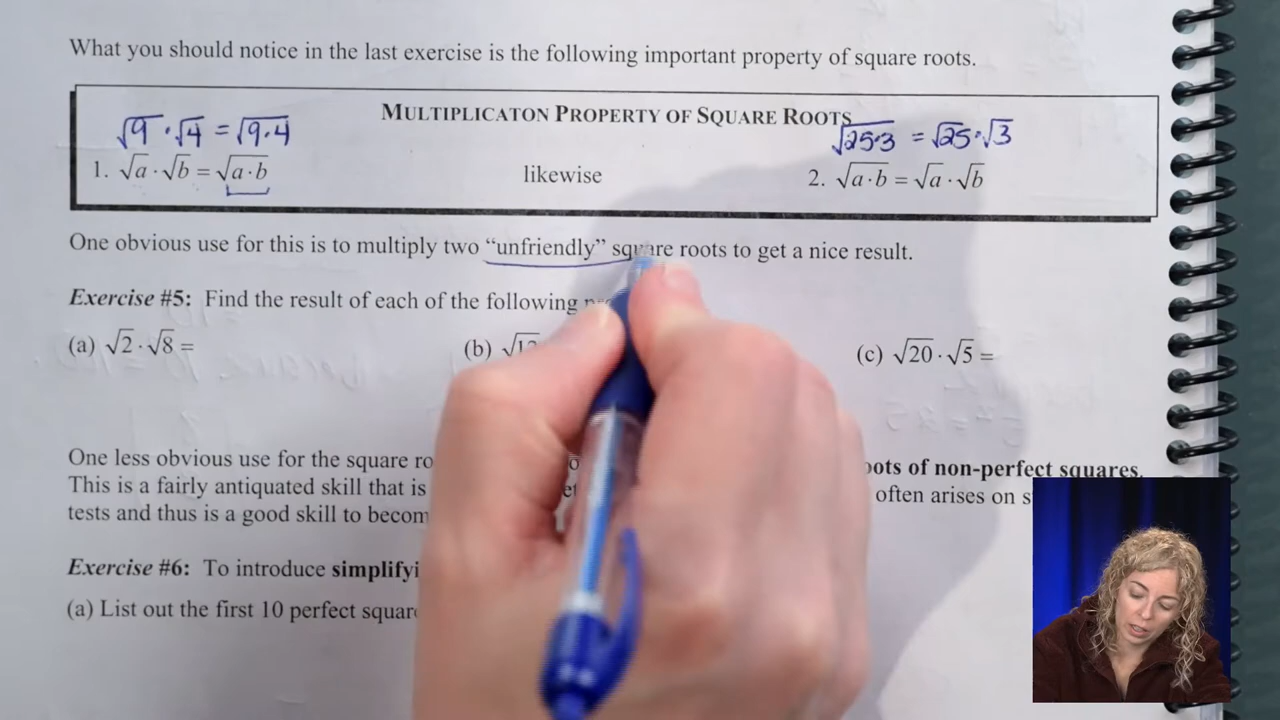 What you should notice in the last exercise is the following important property of square roots.
MULTIPLICATON PROPERTY OF SQUARE ROOTS
√9 · √4 = √9·4
√25·3 = √25 · √3
1. √a · √b = √a·b
likewise
2. √a·b = √a · √b
One obvious use for this is to multiply two “unfriendly” square roots to get a nice result.
Exercise #5: Find the result of each of the following
(a) √2 · √8 =
(b)
(c) √20 · √5 =
One less obvious use for the square of non-perfect squares.
This is a fairly antiquated skill that is often arises on
tests and thus is a good skill to
Exercise #6: To introduce
(a) List out the first 10 perfect